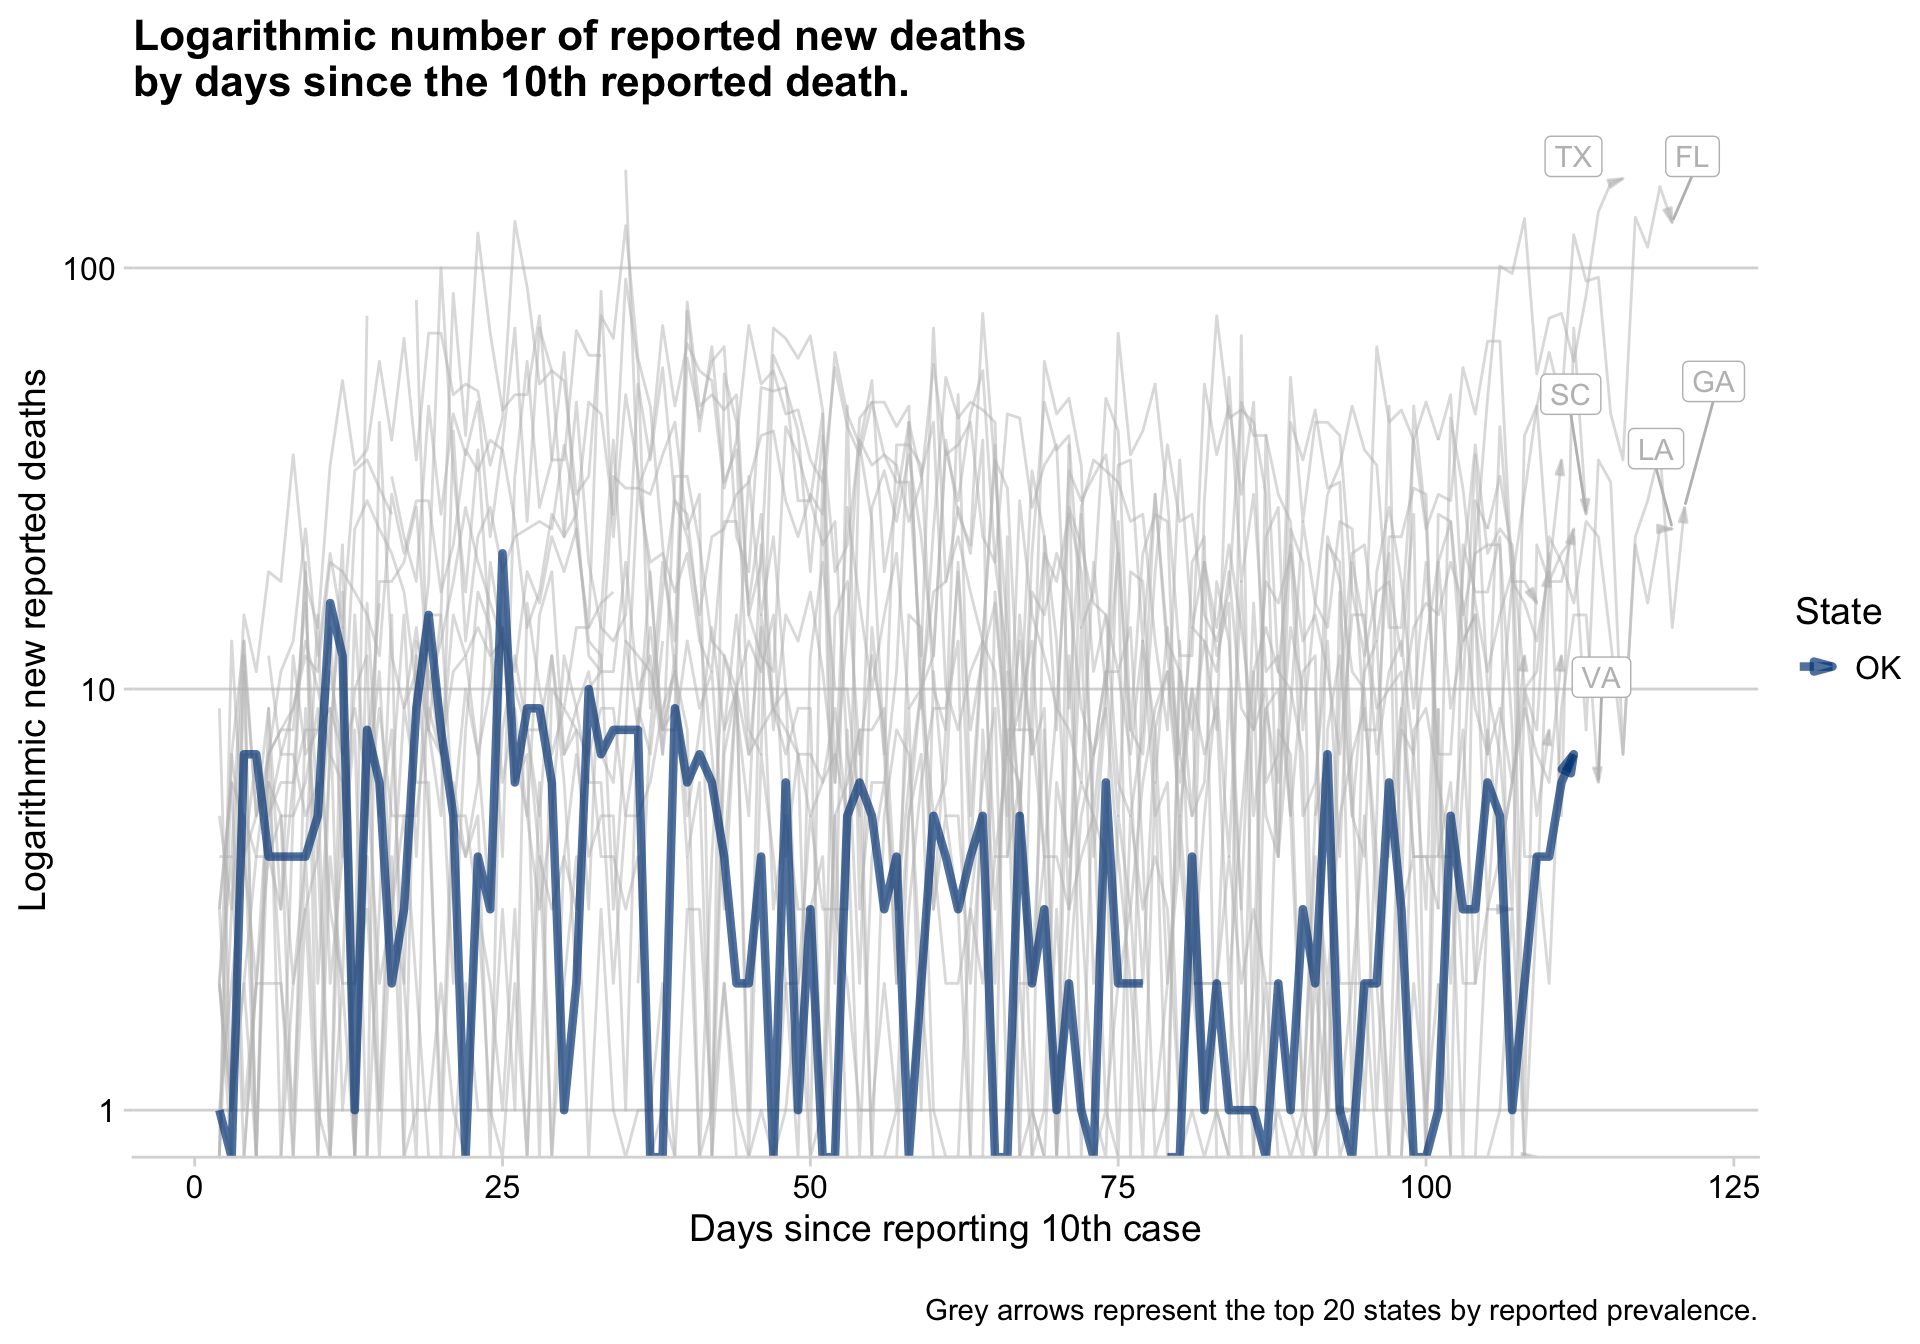 Logarithmic number of reported new deaths
by days since the 10th reported death.
TX
FL
100
SC
GA
LA
10
VA
1
Logarithmic new reported deaths
State
OK
0
25
50
75
100
125
Days since reporting 10th case
Grey arrows represent the top 20 states by reported prevalence.